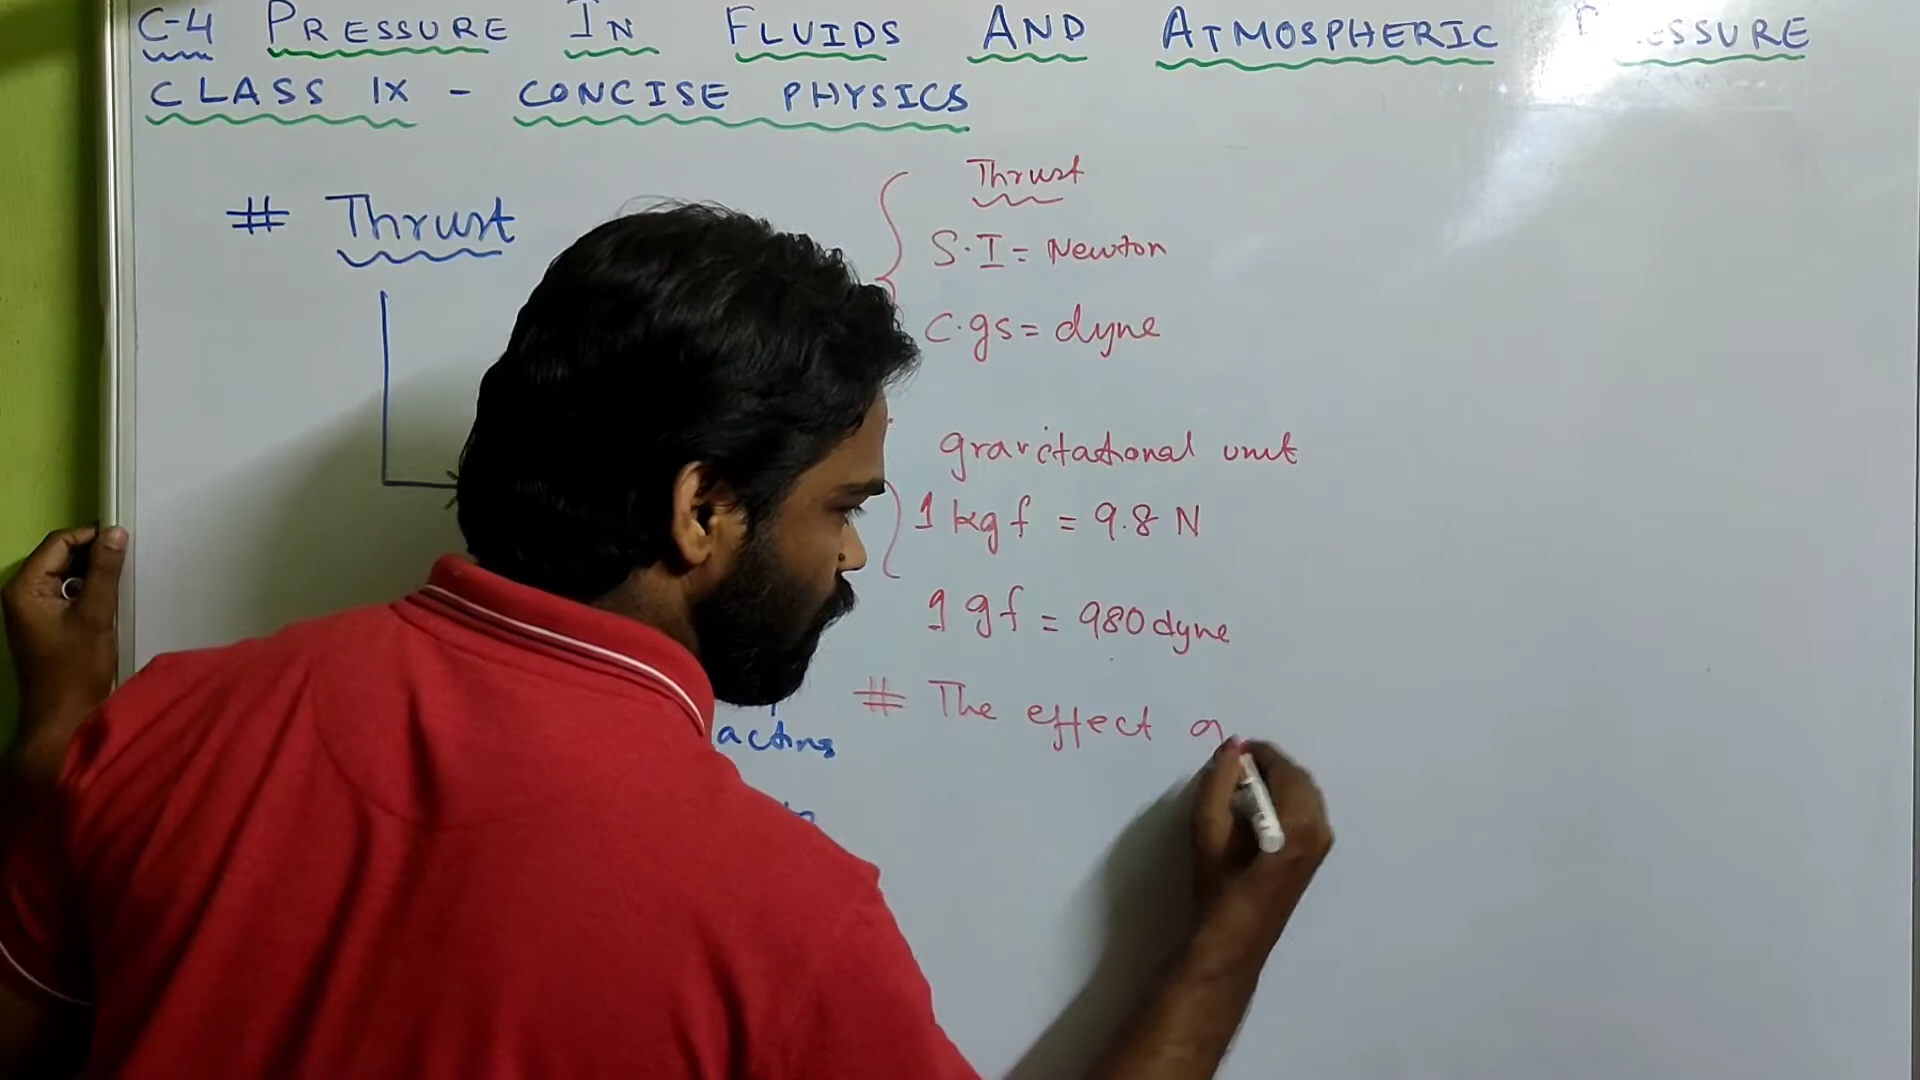 C-4 PRESSURE IN FLUIDS AND ATMOSPHERIC
CLASS IX - CONCISE PHYSICS
# Thrust
Thrust
S.I = Newton
C.gs = dyne
gravitational unit
1 kgf = 9.8 N
1 gf = 980 dyne
# The effect
acting